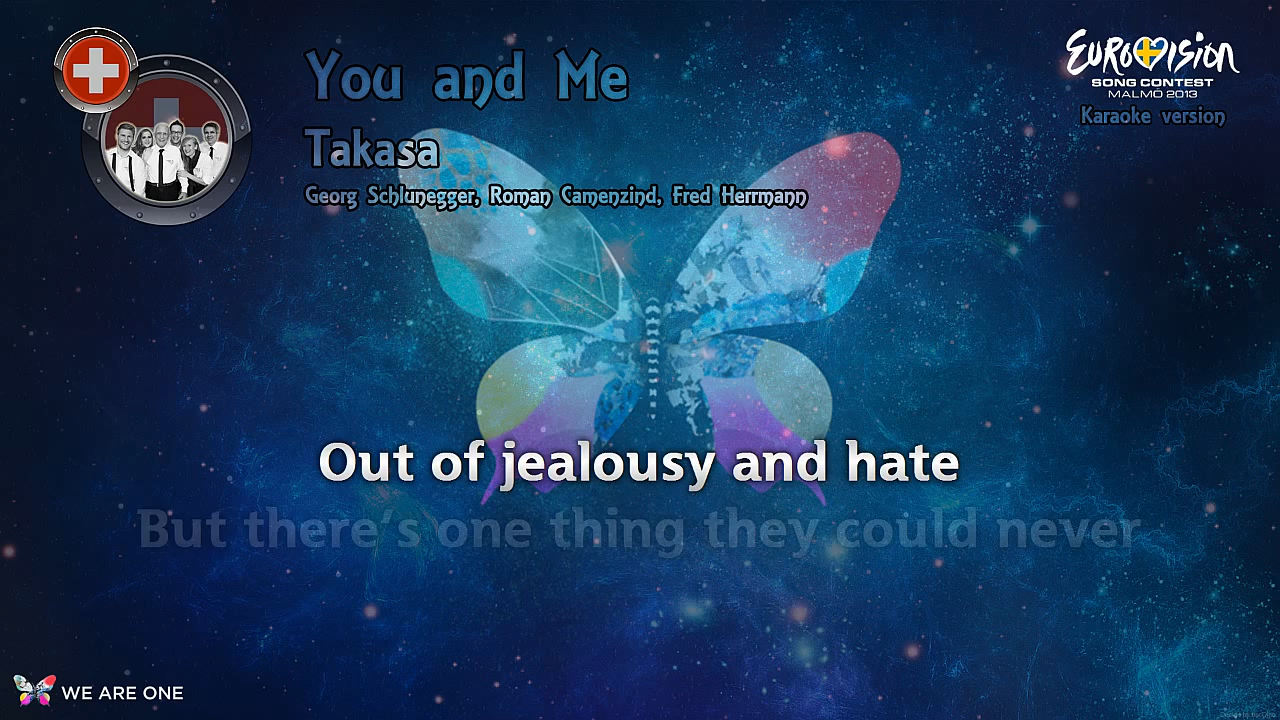 You and Me
Takasa
Georg Schlunegger, Roman Camenzind, Fred Herrmann
EUROVISION
SONG CONTEST
MALMÖ 2013
Karaoke version
Out of jealousy and hate
But there's one thing they could never
WE ARE ONE